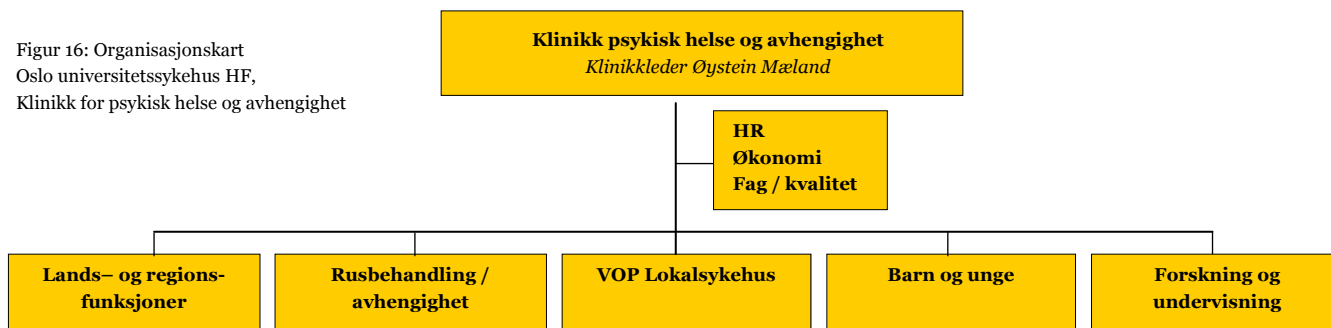 Figur 16: Organisasjonskart
Oslo universitetssykehus HF,
Klinikk for psykisk helse og avhengighet
Klinikk psykisk helse og avhengighet
Klinikkleder Øystein Mæland
HR
Økonomi
Fag / kvalitet
Lands– og regions-
funksjoner
Rusbehandling /
avhengighet
VOP Lokalsykehus
Barn og unge
Forskning og
undervisning